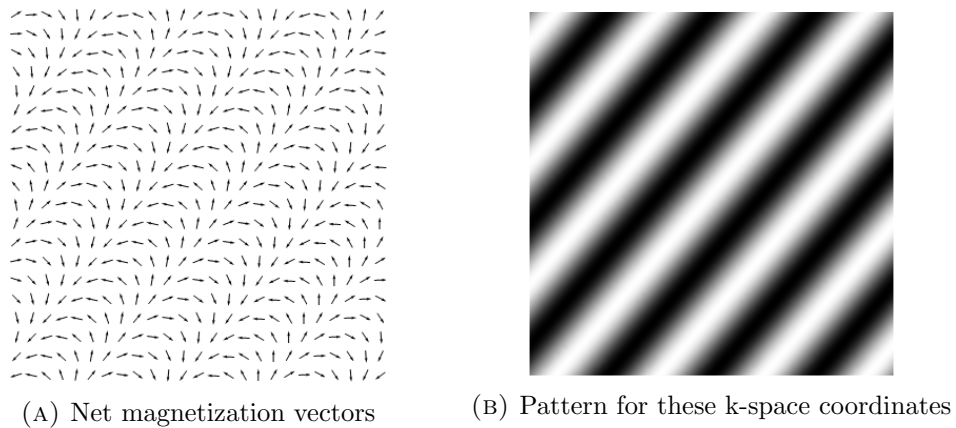 (A) Net magnetization vectors
(B) Pattern for these k-space coordinates